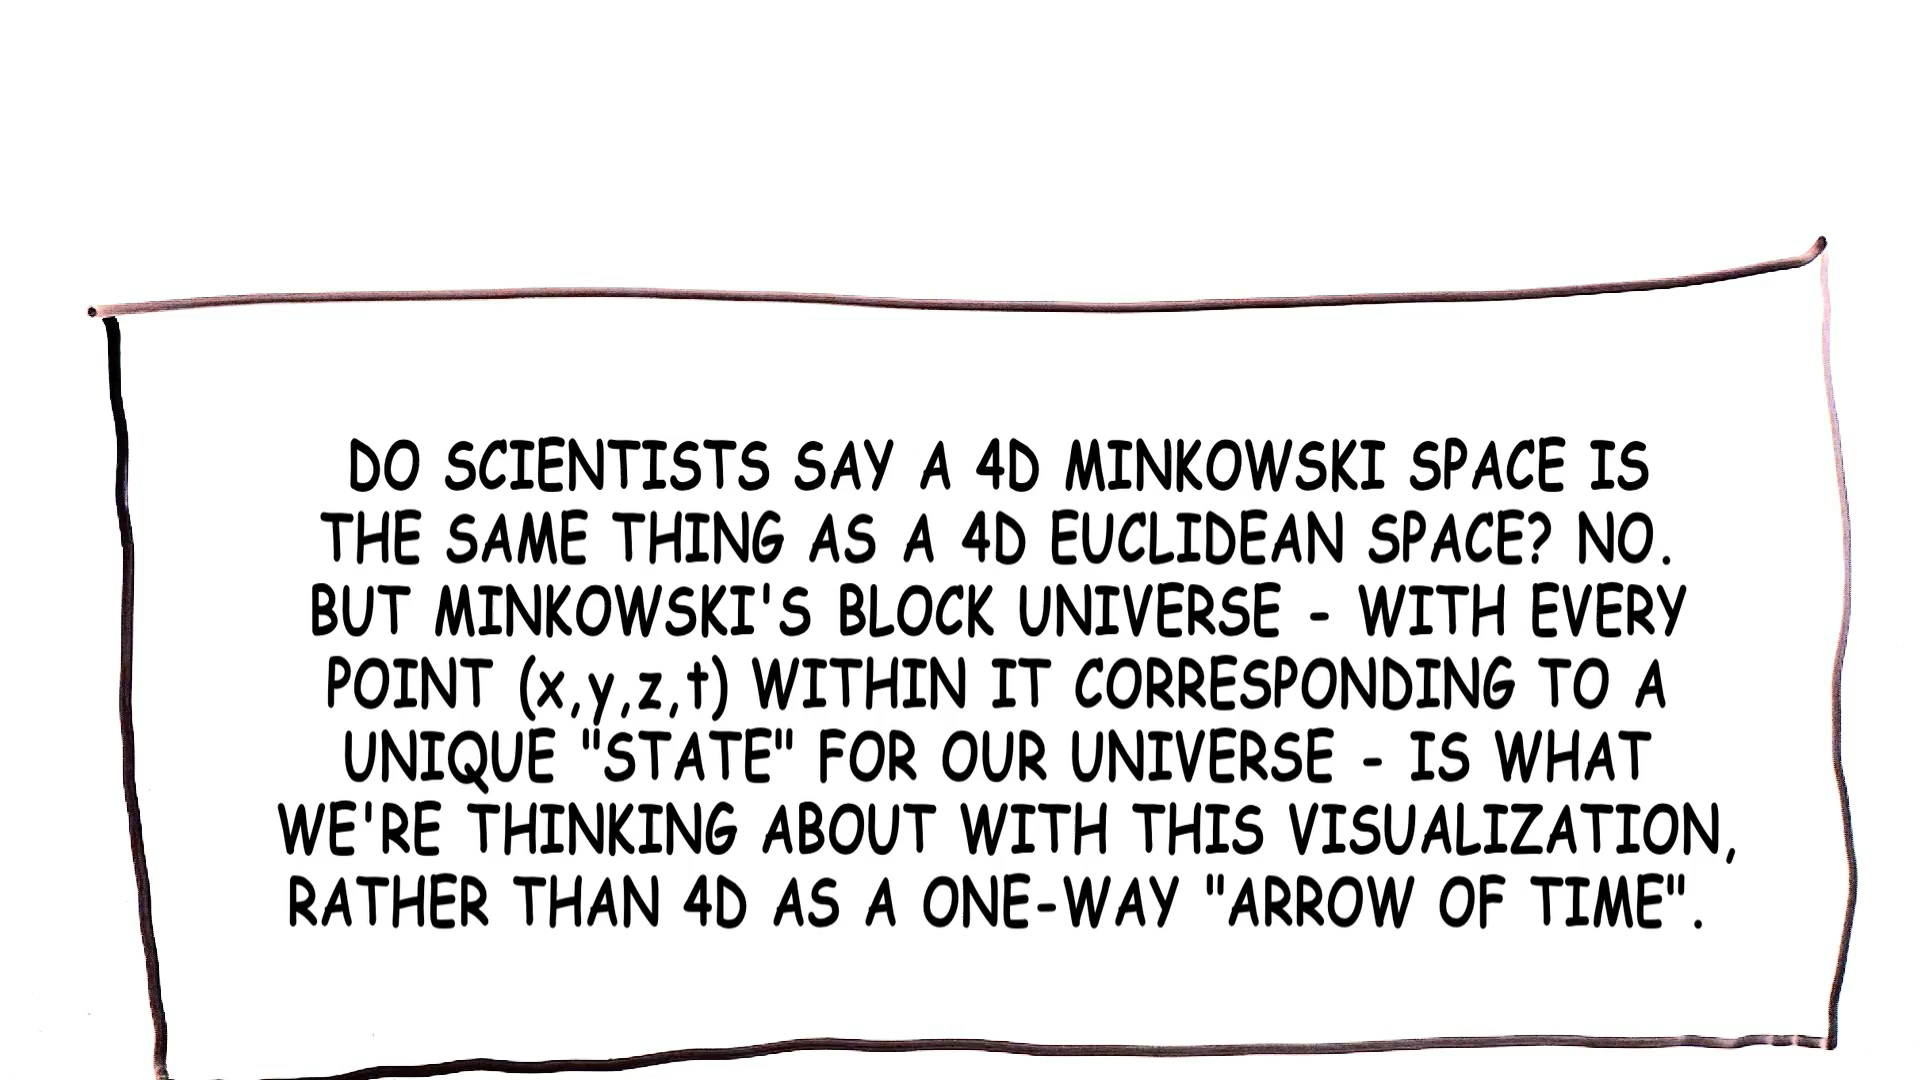 DO SCIENTISTS SAY A 4D MINKOWSKI SPACE IS
THE SAME THING AS A 4D EUCLIDEAN SPACE? NO.
BUT MINKOWSKI'S BLOCK UNIVERSE - WITH EVERY
POINT (x,y,z,t) WITHIN IT CORRESPONDING TO A
UNIQUE "STATE" FOR OUR UNIVERSE - IS WHAT
WE'RE THINKING ABOUT WITH THIS VISUALIZATION,
RATHER THAN 4D AS A ONE-WAY "ARROW OF TIME".